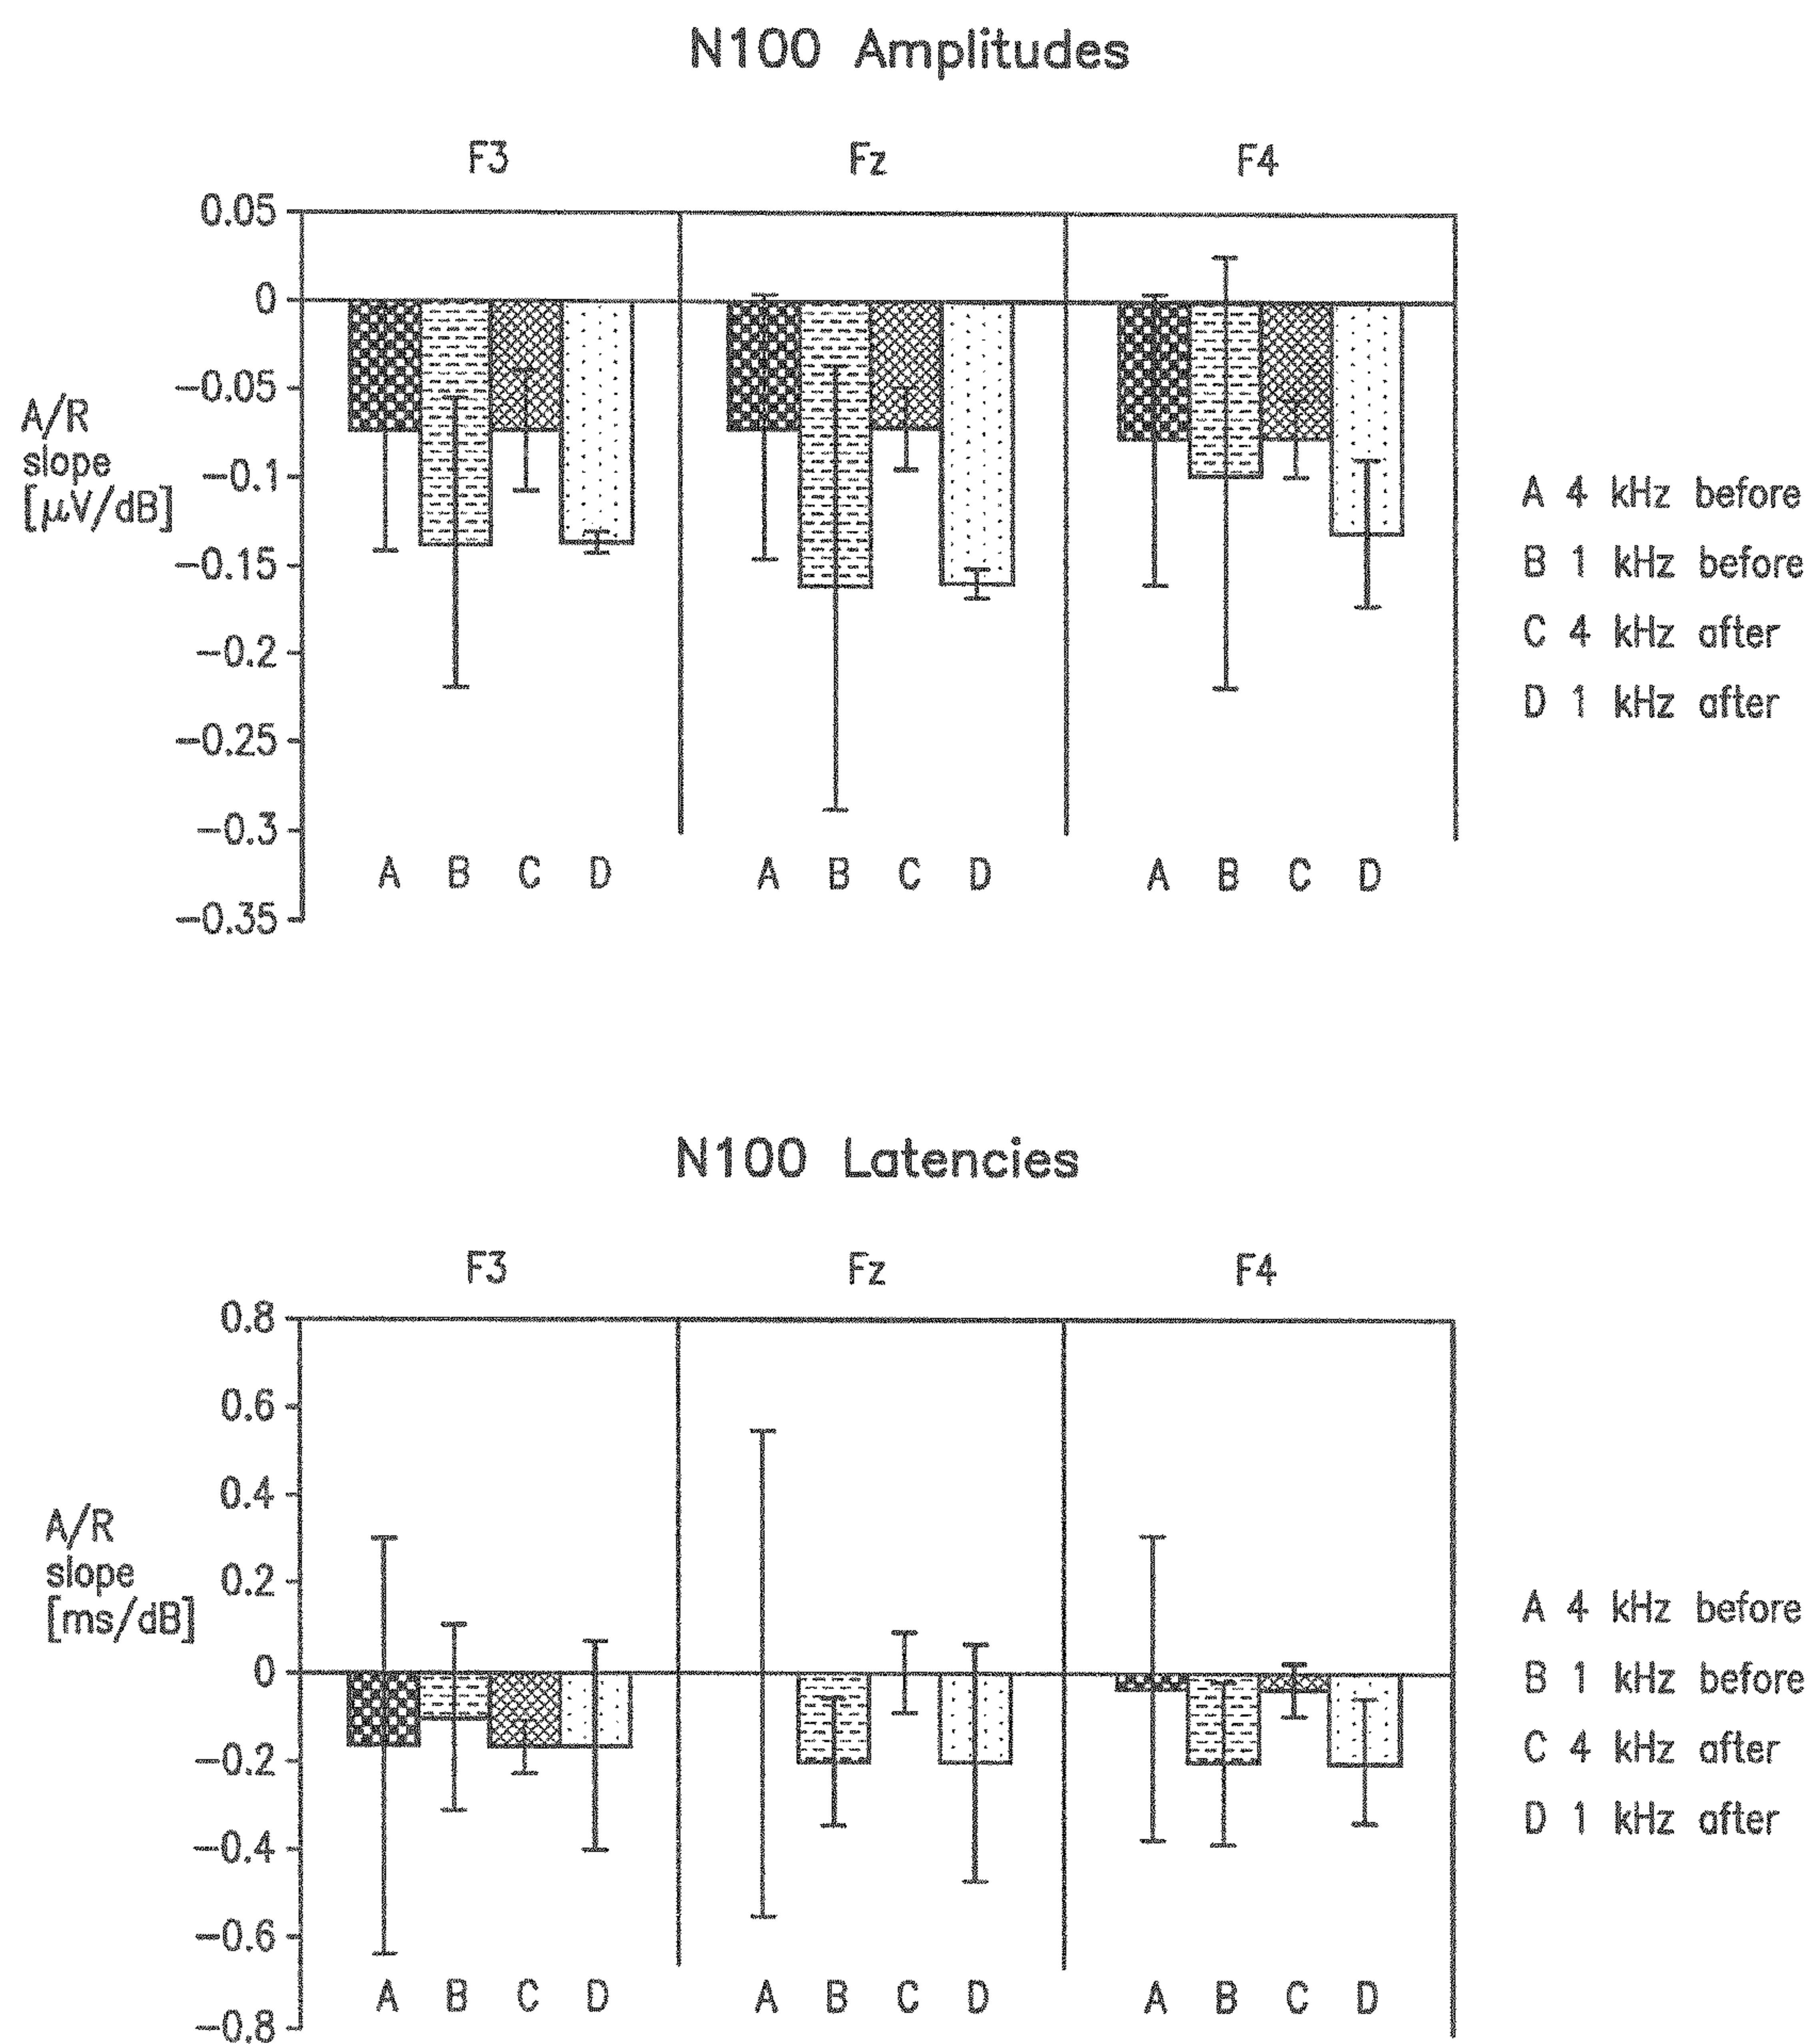 N100 Amplitudes
F3 Fz F4
0.05
0
−0.05
−0.1
−0.15
−0.2
−0.25
−0.3
−0.35
A/R
slope
[μV/dB]
A B C D A B C D A B C D
A 4 kHz before
B 1 kHz before
C 4 kHz after
D 1 kHz after
N100 Latencies
F3 Fz F4
0.8
0.6
0.4
0.2
0
−0.2
−0.4
−0.6
−0.8
A/R
slope
[ms/dB]
A B C D A B C D A B C D
A 4 kHz before
B 1 kHz before
C 4 kHz after
D 1 kHz after